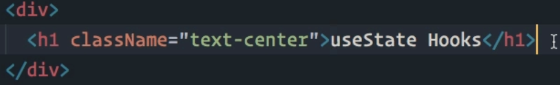 <div>
<h1 className="text-center">useState Hooks</h1>
</div>